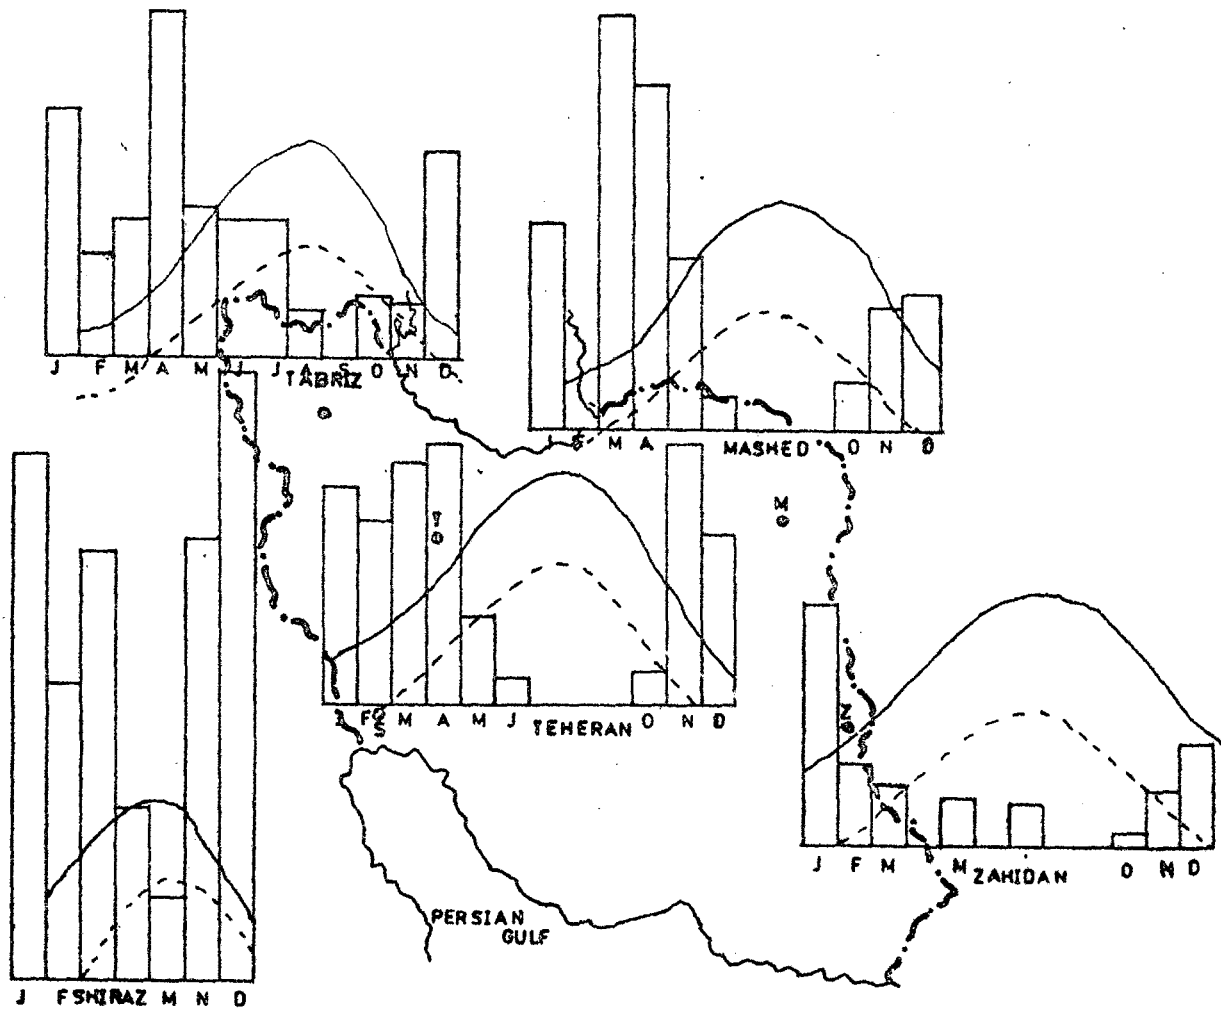 J F M A M J J A S O N D
TABRIZ
J F M A MASHED O N D
T
M
J F M A M J TEHERAN O N D
S
Z
J F M M ZAHIDAN O N D
PERSIAN
GULF
J F SHIRAZ M N D